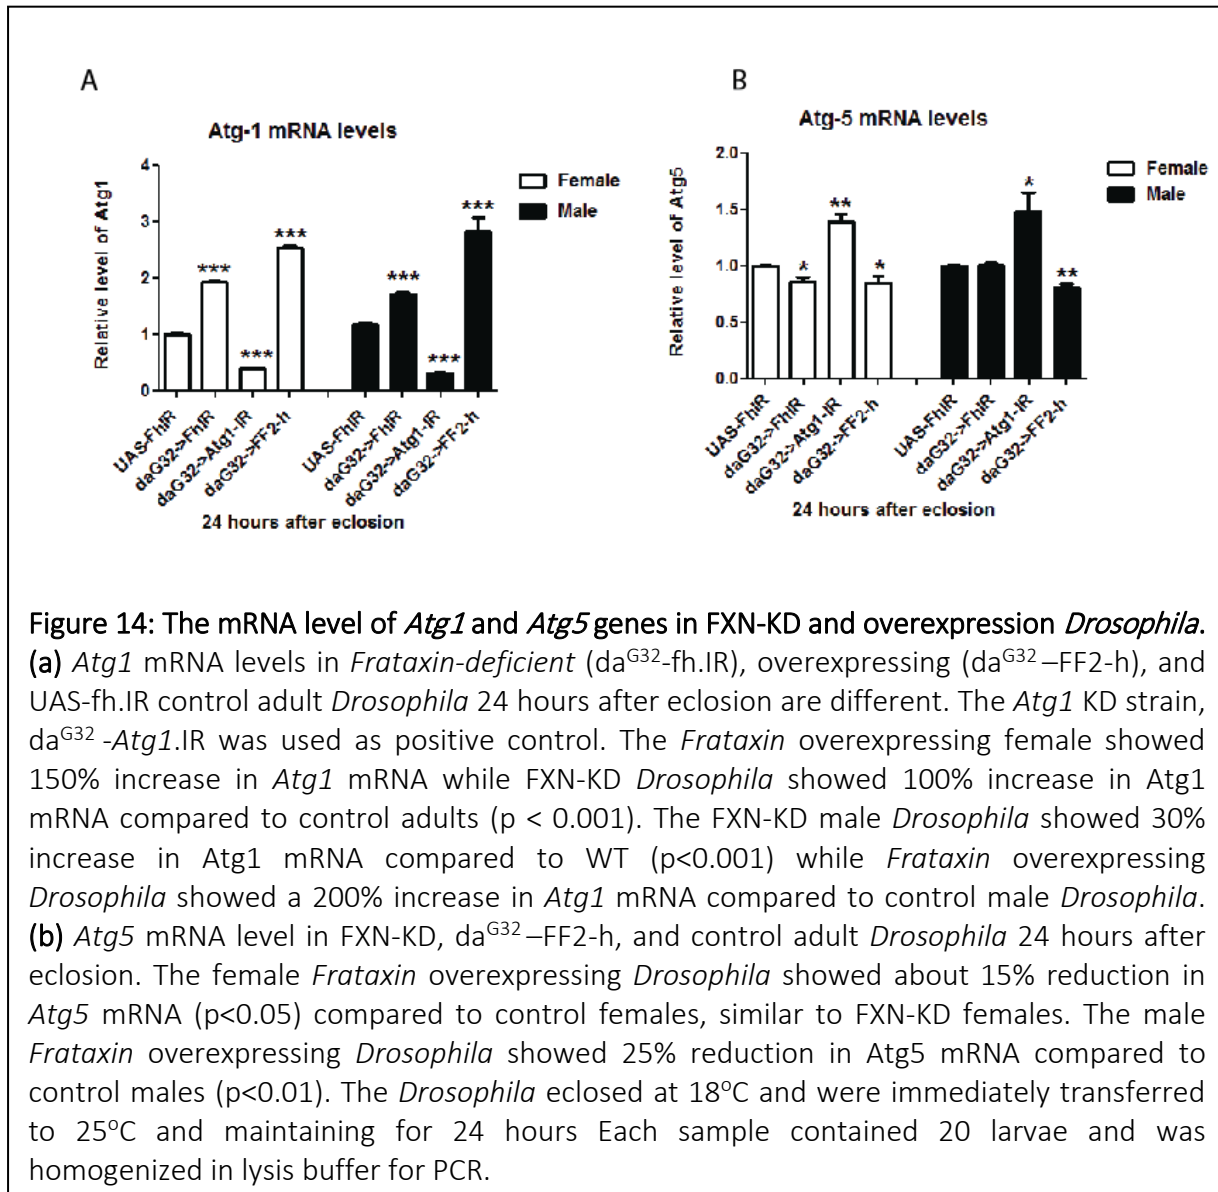 A
B
Atg-1 mRNA levels
Atg-5 mRNA levels
Relative level of Atg1
4
3
2
1
0
***
***
***
***
***
***
Female
Male
UAS-FhIR
daG32->FhIR
daG32->Atg1-IR
daG32->FF2-h
UAS-FhIR
daG32->FhIR
daG32->Atg1-IR
daG32->FF2-h
24 hours after eclosion
Relative level of Atg5
2.0
1.5
1.0
0.5
0.0
*
**
*
*
**
Female
Male
UAS-FhIR
daG32->FhIR
daG32->Atg1-IR
daG32->FF2-h
UAS-FhIR
daG32->FhIR
daG32->Atg1-IR
daG32->FF2-h
24 hours after eclosion
Figure 14: The mRNA level of Atg1 and Atg5 genes in FXN-KD and overexpression Drosophila.
(a) Atg1 mRNA levels in Frataxin-deficient (daG32-fh.IR), overexpressing (daG32 –FF2-h), and
UAS-fh.IR control adult Drosophila 24 hours after eclosion are different. The Atg1 KD strain,
daG32 -Atg1.IR was used as positive control. The Frataxin overexpressing female showed
150% increase in Atg1 mRNA while FXN-KD Drosophila showed 100% increase in Atg1
mRNA compared to control adults (p < 0.001). The FXN-KD male Drosophila showed 30%
increase in Atg1 mRNA compared to WT (p<0.001) while Frataxin overexpressing
Drosophila showed a 200% increase in Atg1 mRNA compared to control male Drosophila.
(b) Atg5 mRNA level in FXN-KD, daG32 –FF2-h, and control adult Drosophila 24 hours after
eclosion. The female Frataxin overexpressing Drosophila showed about 15% reduction in
Atg5 mRNA (p<0.05) compared to control females, similar to FXN-KD females. The male
Frataxin overexpressing Drosophila showed 25% reduction in Atg5 mRNA compared to
control males (p<0.01). The Drosophila eclosed at 18oC and were immediately transferred
to 25oC and maintaining for 24 hours Each sample contained 20 larvae and was
homogenized in lysis buffer for PCR.